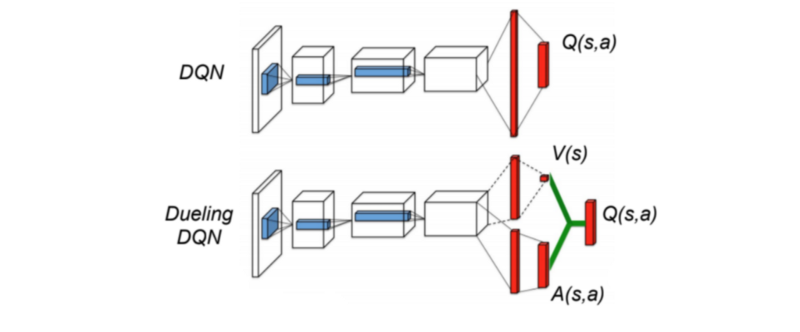 DQN
Q(s,a)
V(s)
Dueling
DQN
Q(s,a)
A(s,a)